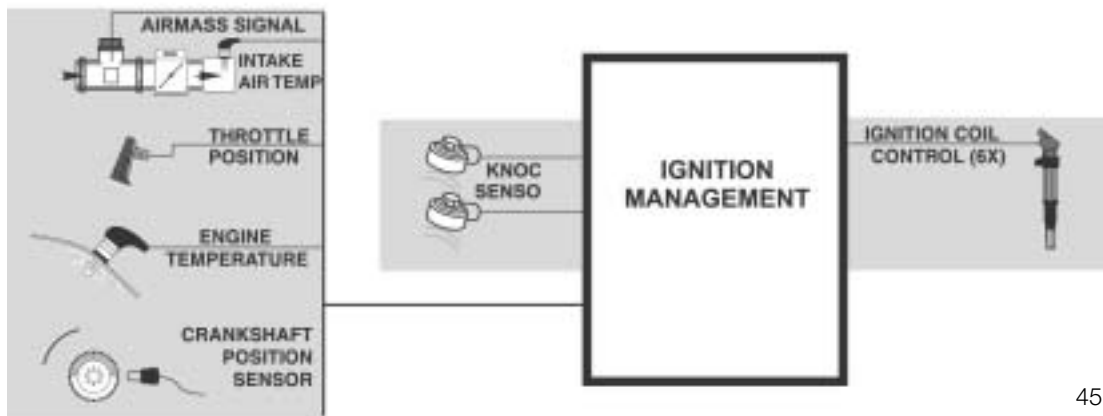 AIRMASS SIGNAL
INTAKE
AIR TEMP
THROTTLE
POSITION
ENGINE
TEMPERATURE
CRANKSHAFT
POSITION
SENSOR
KNOC
SENSO
IGNITION
MANAGEMENT
IGNITION COIL
CONTROL (6X)
45